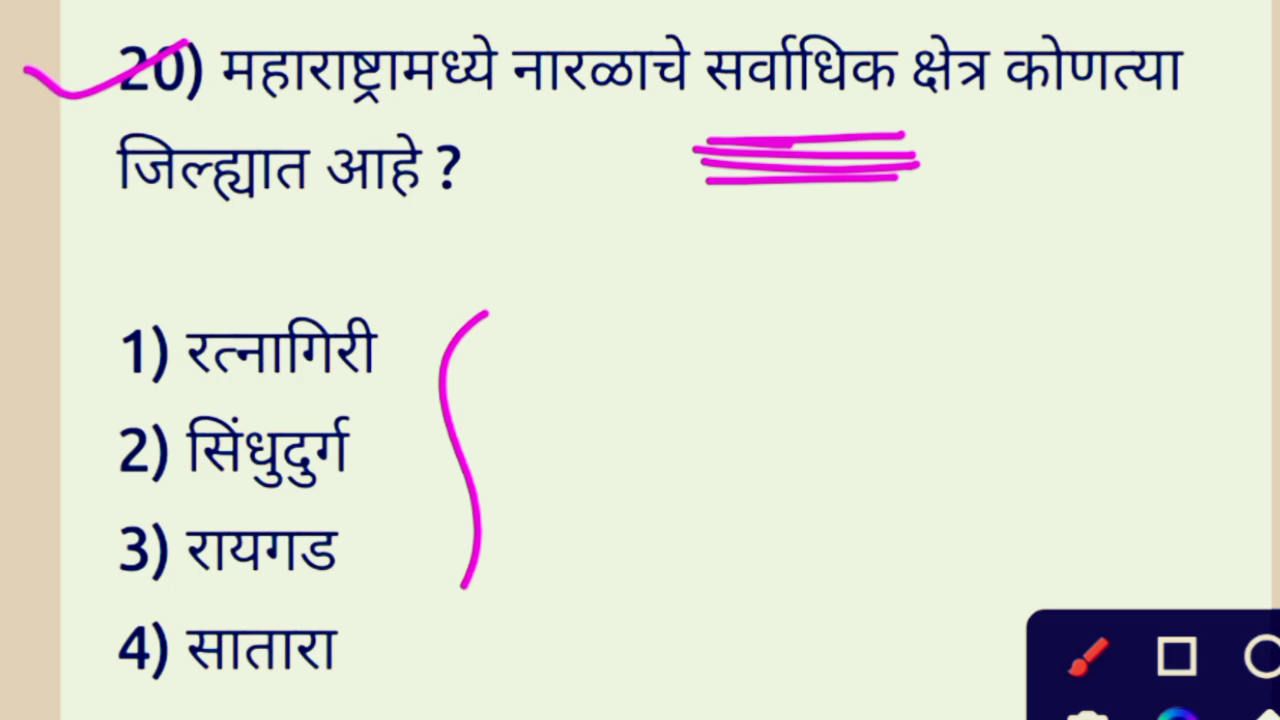 20) महाराष्ट्रामध्ये नारळाचे सर्वाधिक क्षेत्र कोणत्या
जिल्ह्यात आहे ?
1) रत्नागिरी
2) सिंधुदुर्ग
3) रायगड
4) सातारा